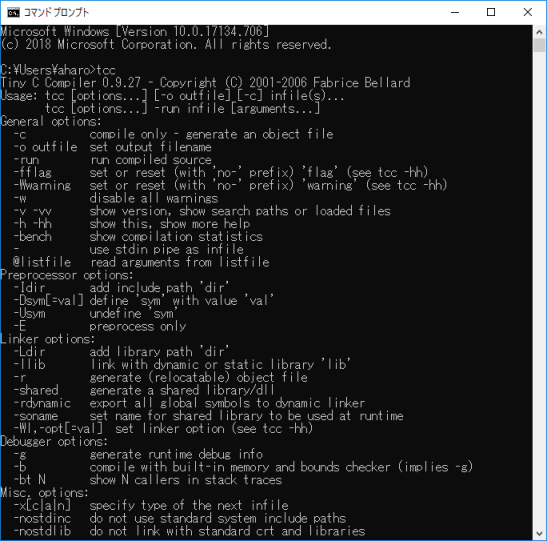 コマンド プロンプト
Microsoft Windows [Version 10.0.17134.706]
(c) 2018 Microsoft Corporation. All rights reserved.
C:¥Users¥aharo>tcc
Tiny C Compiler 0.9.27 - Copyright (C) 2001-2006 Fabrice Bellard
Usage: tcc [options...] [-o outfile] [-c] infile(s)...
       tcc [options...] -run infile [arguments...]
General options:
  -c          compile only - generate an object file
  -o outfile  set output filename
  -run        run compiled source
  -fflag      set or reset (with 'no-' prefix) 'flag' (see tcc -hh)
  -Wwarning   set or reset (with 'no-' prefix) 'warning' (see tcc -hh)
  -w          disable all warnings
  -v -vv      show version, show search paths or loaded files
  -h -hh      show this, show more help
  -bench      show compilation statistics
  -           use stdin pipe as infile
  @listfile   read arguments from listfile
Preprocessor options:
  -Idir       add include path 'dir'
  -Dsym[=val] define 'sym' with value 'val'
  -Usym       undefine 'sym'
  -E          preprocess only
Linker options:
  -Ldir       add library path 'dir'
  -llib       link with dynamic or static library 'lib'
  -r          generate (relocatable) object file
  -shared     generate a shared library/dll
  -rdynamic   export all global symbols to dynamic linker
  -soname     set name for shared library to be used at runtime
  -Wl,-opt[=val]  set linker option (see tcc -hh)
Debugger options:
  -g          generate runtime debug info
  -b          compile with built-in memory and bounds checker (implies -g)
  -bt N       show N callers in stack traces
Misc. options:
  -x[c|a|n]   specify type of the next infile
  -nostdinc   do not use standard system include paths
  -nostdlib   do not link with standard crt and libraries